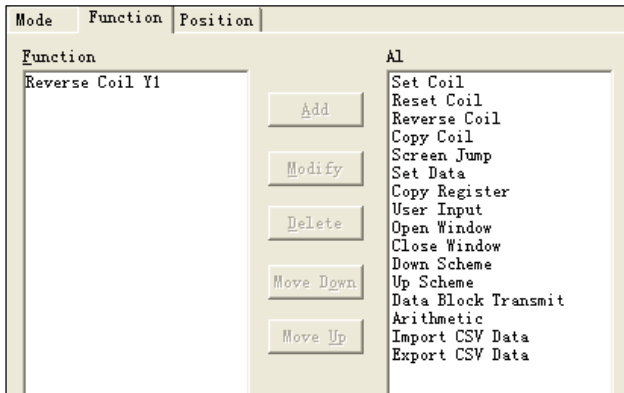 Mode Function Position
Function
Reverse Coil Y1
Add
Modify
Delete
Move Down
Move Up
Al
Set Coil
Reset Coil
Reverse Coil
Copy Coil
Screen Jump
Set Data
Copy Register
User Input
Open Window
Close Window
Down Scheme
Up Scheme
Data Block Transmit
Arithmetic
Import CSV Data
Export CSV Data